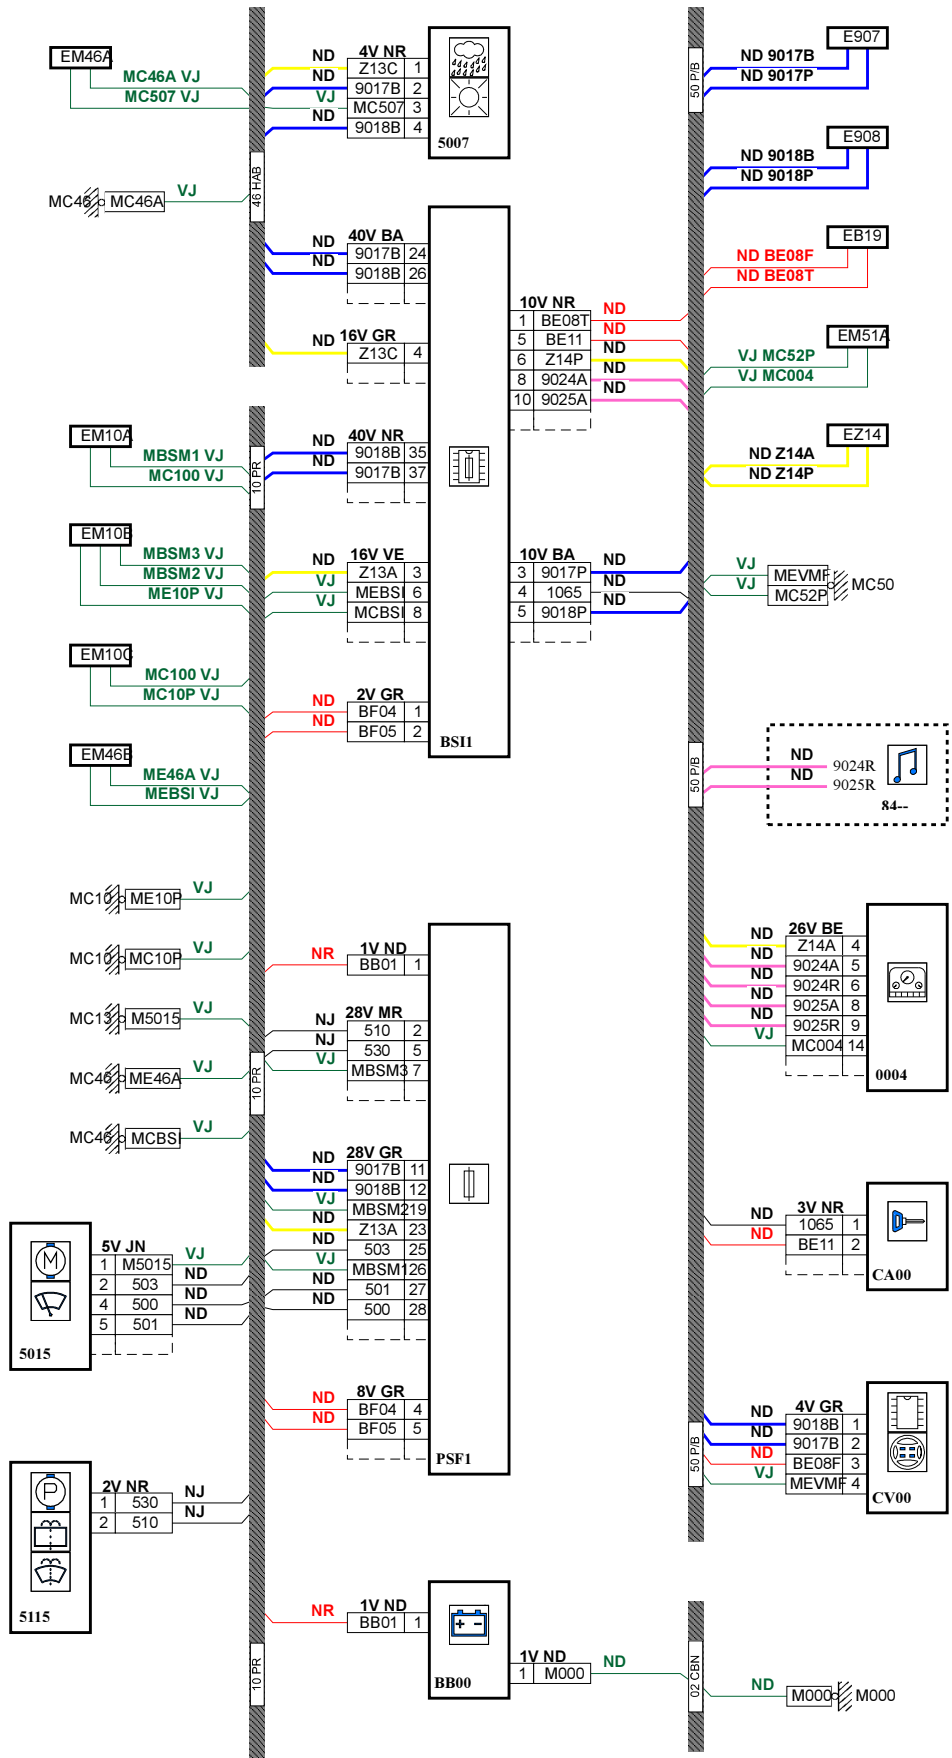 EM46A
MC46A VJ
MC507 VJ
MC46
MC46A
VJ
46 HAB
ND
4V NR
Z13C 1
ND
9017B 2
VJ
MC507 3
ND
9018B 4
5007
40V BA
ND
9017B 24
ND
9018B 26
16V GR
ND
Z13C 4
EM10A
MBSM1 VJ
MC100 VJ
10 PR
40V NR
ND
9018B 35
ND
9017B 37
EM10B
MBSM3 VJ
MBSM2 VJ
ME10P VJ
16V VE
ND
Z13A 3
VJ
MEBSI 6
VJ
MCBSI 8
EM10C
MC100 VJ
MC10P VJ
2V GR
ND
BF04 1
ND
BF05 2
BSI1
EM46B
ME46A VJ
MEBSI VJ
10V NR
ND
1 BE08T
ND
5 BE11
ND
6 Z14P
ND
8 9024A
ND
10 9025A
10V BA
ND
3 9017P
ND
4 1065
ND
5 9018P
50 P/B
E907
ND 9017B
ND 9017P
E908
ND 9018B
ND 9018P
EB19
ND BE08F
ND BE08T
EM51A
VJ MC52P
VJ MC004
EZ14
ND Z14A
ND Z14P
VJ
MEVMF
VJ
MC52P
MC50
50 P/B
ND
9024R
ND
9025R
84--
MC10
ME10P
VJ
MC10
MC10P
VJ
MC13
M5015
VJ
MC46
ME46A
VJ
MC46
MCBSI
VJ
10 PR
1V ND
NR
BB01 1
28V MR
NJ
510 2
NJ
530 5
VJ
MBSM3 7
28V GR
ND
9017B 11
ND
9018B 12
VJ
MBSM2 19
ND
Z13A 23
ND
503 25
VJ
MBSM1 26
ND
501 27
ND
500 28
8V GR
ND
BF04 4
ND
BF05 5
PSF1
26V BE
ND
Z14A 4
ND
9024A 5
ND
9024R 6
ND
9025A 8
ND
9025R 9
VJ
MC004 14
0004
3V NR
ND
1065 1
ND
BE11 2
CA00
M
5V JN
1 M5015
VJ
2 503
ND
4 500
ND
5 501
ND
5015
50 P/B
4V GR
ND
9018B 1
ND
9017B 2
ND
BE08F 3
VJ
MEVMF 4
CV00
P
2V NR
1 530
NJ
2 510
NJ
5115
10 PR
1V ND
NR
BB01 1
+ -
BB00
1V ND
1 M000
ND
02 CBN
ND
M000
M000